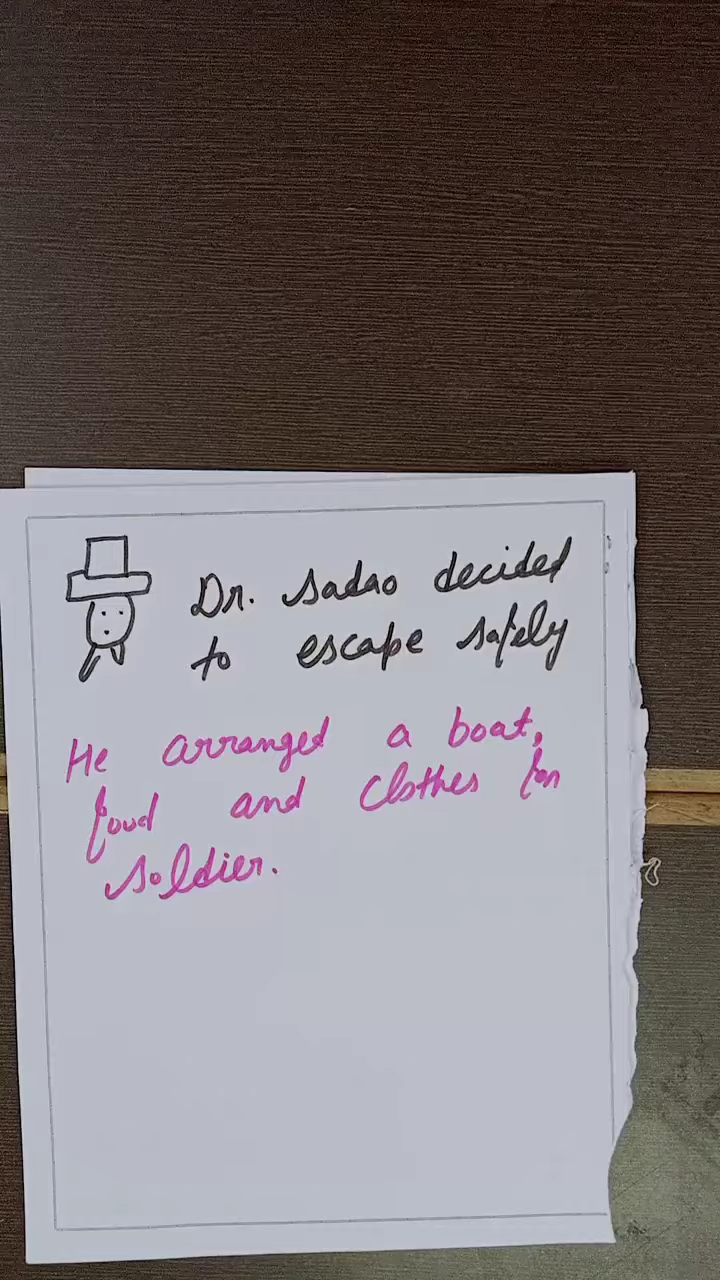 Dr. Sadao decided
to escape safely
He arranged a boat,
food and clothes for
soldier.